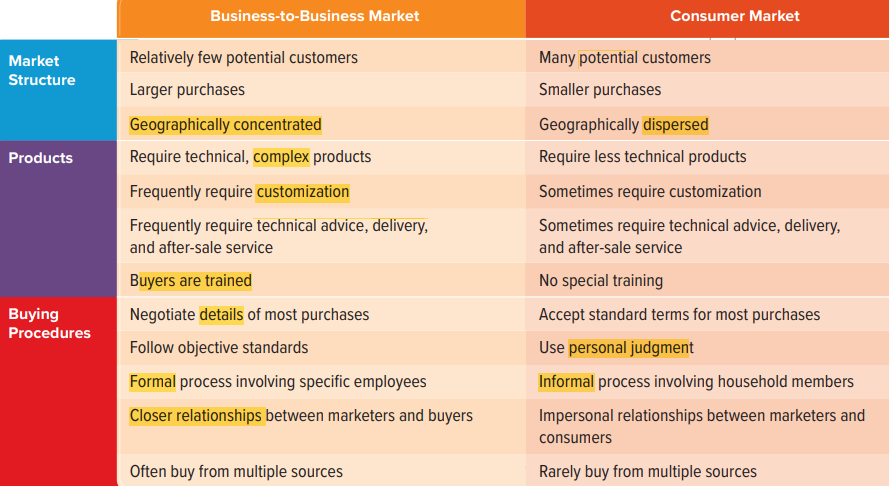 Business-to-Business Market
Consumer Market
Market
Structure
Relatively few potential customers
Many potential customers
Larger purchases
Smaller purchases
Geographically concentrated
Geographically dispersed
Products
Require technical, complex products
Require less technical products
Frequently require customization
Sometimes require customization
Frequently require technical advice, delivery,
and after-sale service
Sometimes require technical advice, delivery,
and after-sale service
Buyers are trained
No special training
Buying
Procedures
Negotiate details of most purchases
Accept standard terms for most purchases
Follow objective standards
Use personal judgment
Formal process involving specific employees
Informal process involving household members
Closer relationships between marketers and buyers
Impersonal relationships between marketers and
consumers
Often buy from multiple sources
Rarely buy from multiple sources